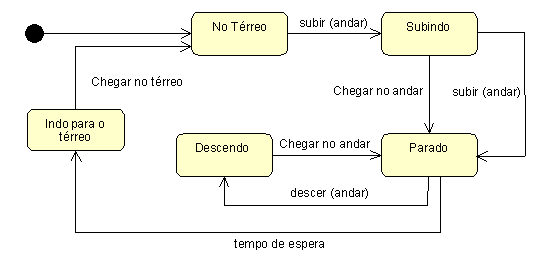 No Térreo
subir (andar)
Subindo
Chegar no térreo
Chegar no andar
subir (andar)
Indo para o
térreo
Descendo
Chegar no andar
Parado
descer (andar)
tempo de espera